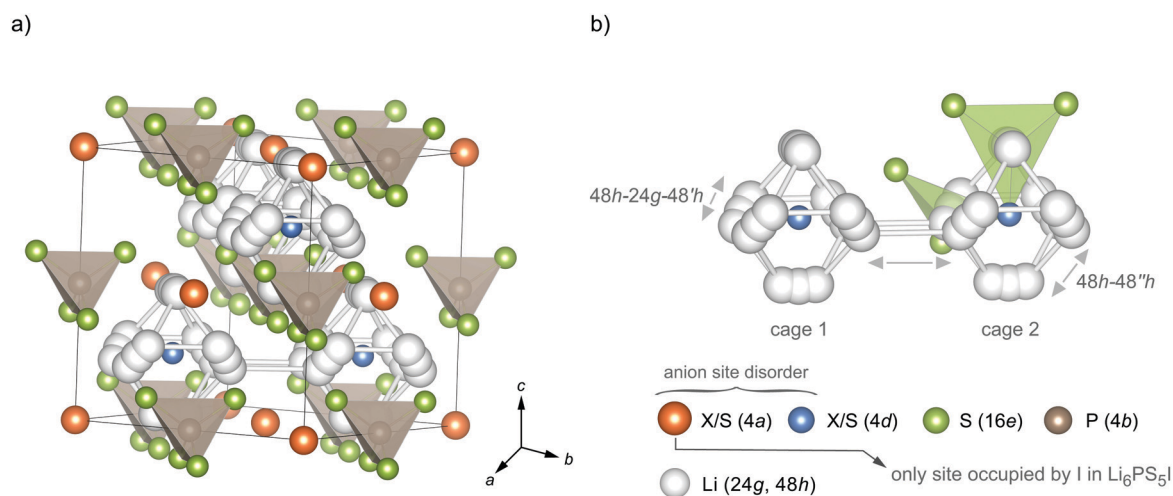 a)
b)
48h-24g-48'h
48h-48"h
cage 1
cage 2
c
b
a
anion site disorder
X/S (4a)
X/S (4d)
S (16e)
P (4b)
only site occupied by I in Li₆PS₅I
Li (24g, 48h)